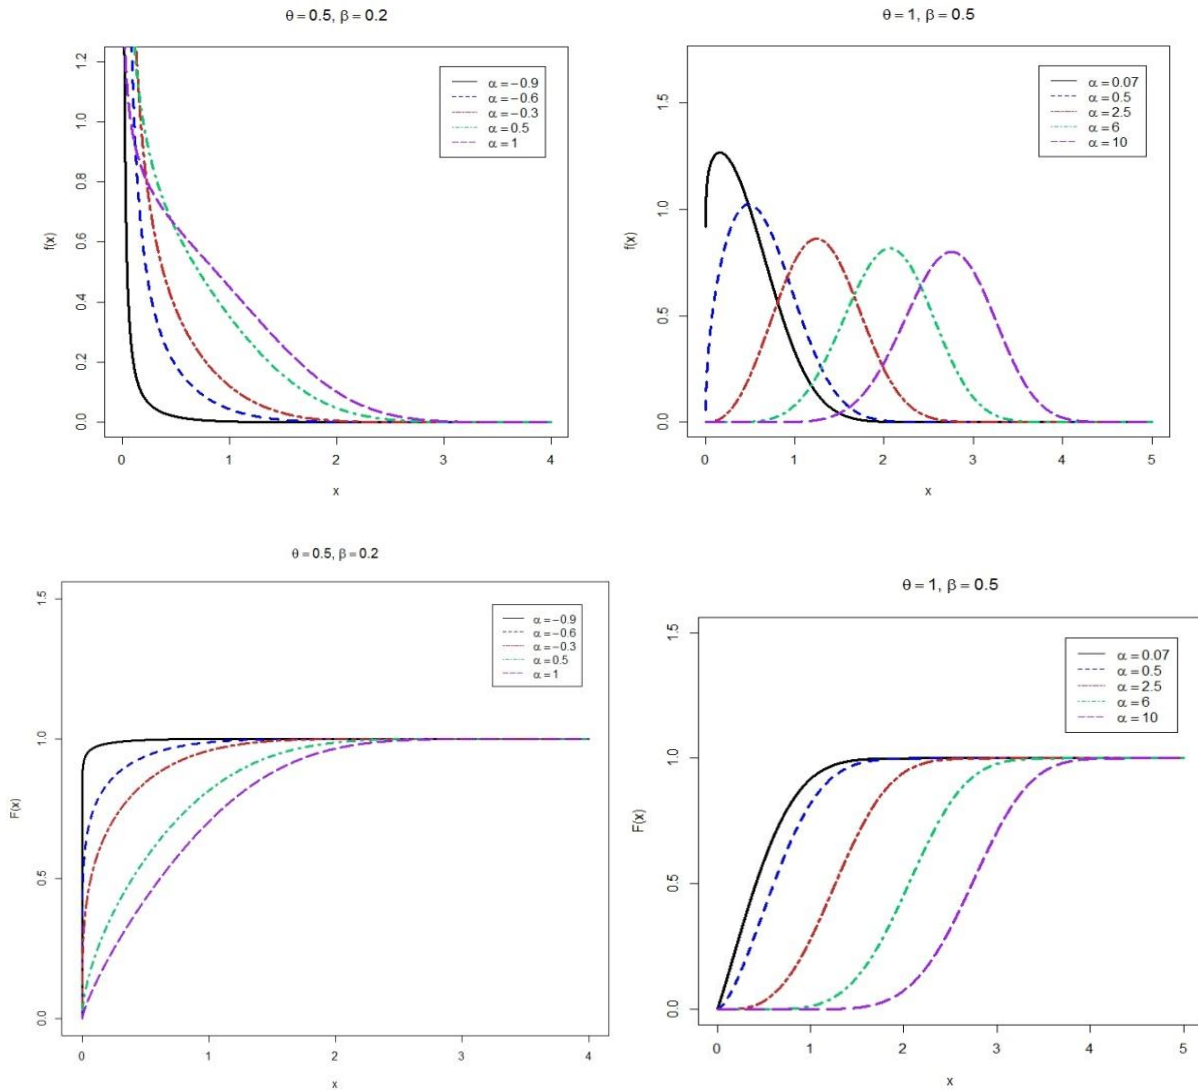 θ = 0.5, β = 0.2
f(x)
1.2
1.0
0.8
0.6
0.4
0.2
0.0
α = −0.9
α = −0.6
α = −0.3
α = 0.5
α = 1
0 1 2 3 4
x
θ = 1, β = 0.5
f(x)
1.5
1.0
0.5
0.0
α = 0.07
α = 0.5
α = 2.5
α = 6
α = 10
0 1 2 3 4 5
x
θ = 0.5, β = 0.2
F(x)
1.5
1.0
0.5
0.0
α = −0.9
α = −0.6
α = −0.3
α = 0.5
α = 1
0 1 2 3 4
x
θ = 1, β = 0.5
F(x)
1.5
1.0
0.5
0.0
α = 0.07
α = 0.5
α = 2.5
α = 6
α = 10
0 1 2 3 4 5
x